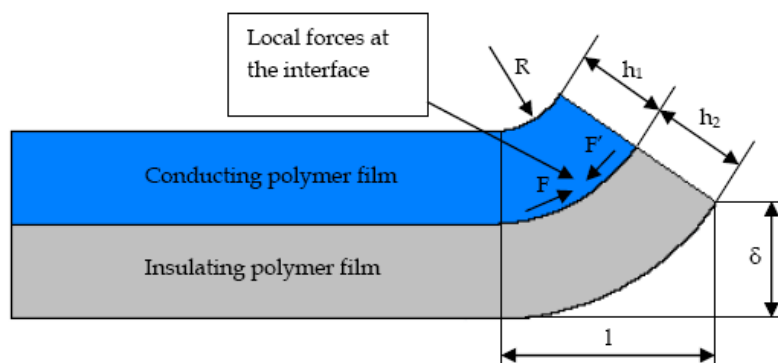 Local forces at
the interface
R
h₁
h₂
F'
F
Conducting polymer film
Insulating polymer film
δ
l